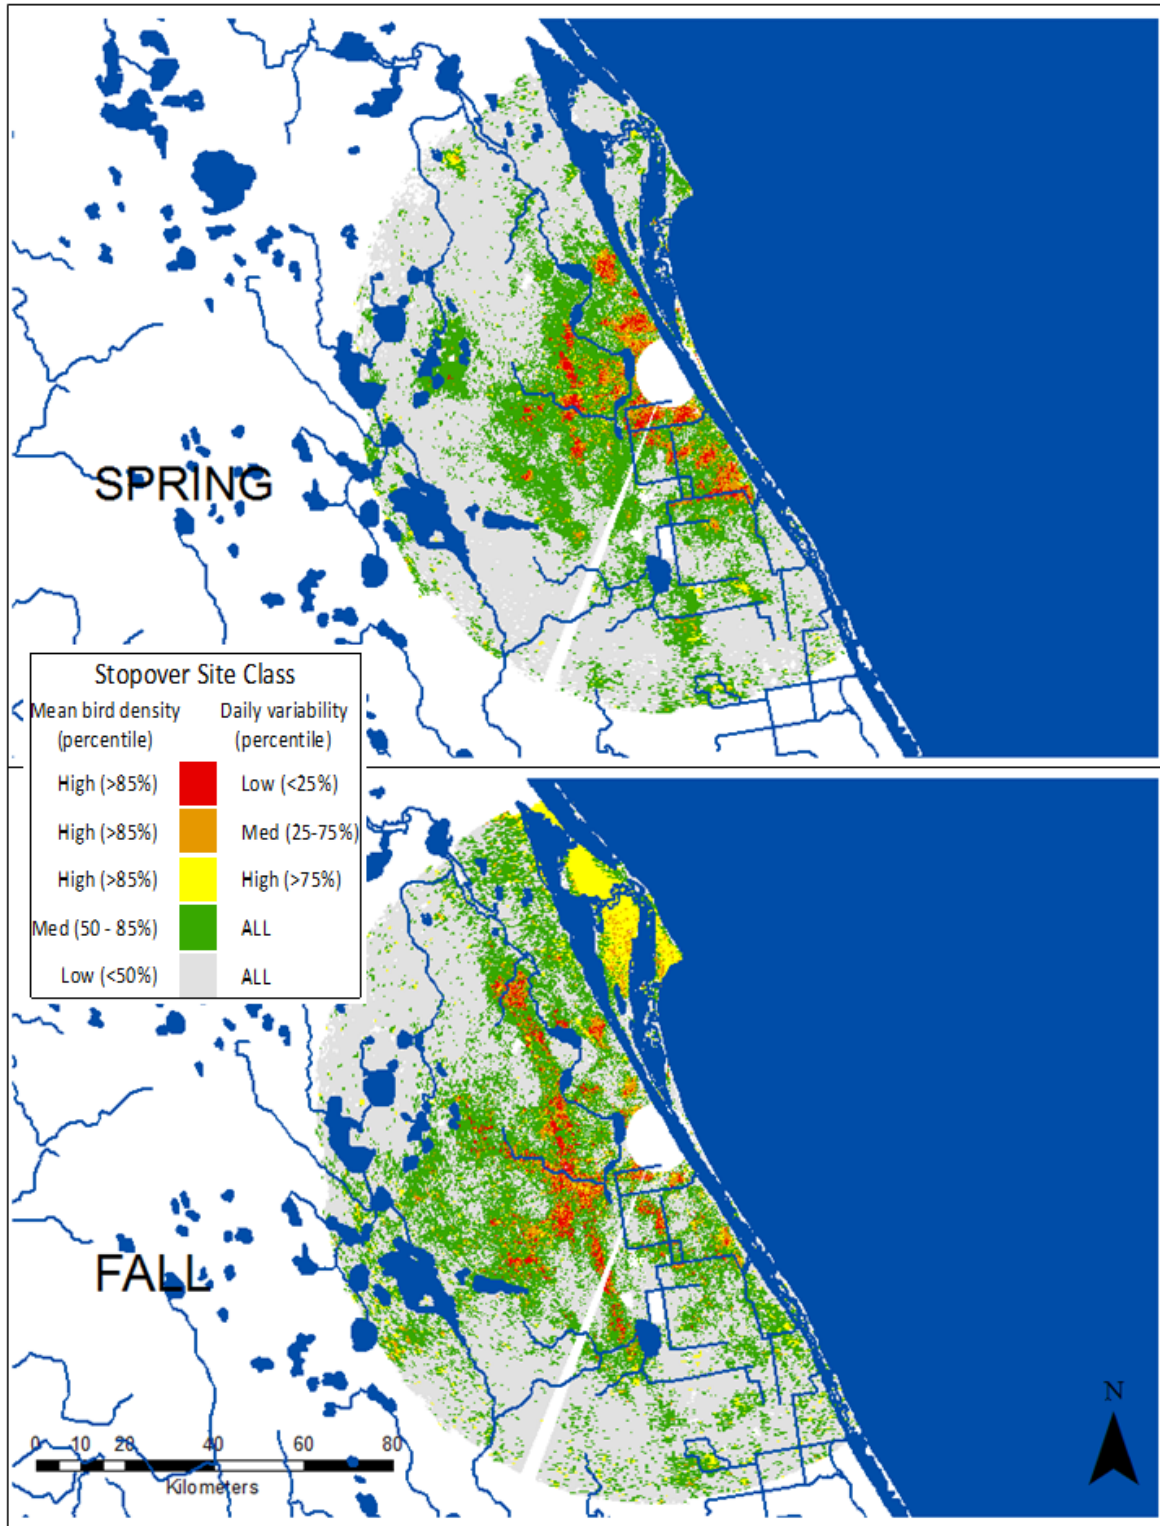 SPRING
Stopover Site Class
Mean bird density Daily variability
(percentile) (percentile)
High (>85%) Low (<25%)
High (>85%) Med (25-75%)
High (>85%) High (>75%)
Med (50 - 85%) ALL
Low (<50%) ALL
FALL
N
0 10 20 40 60 80
Kilometers